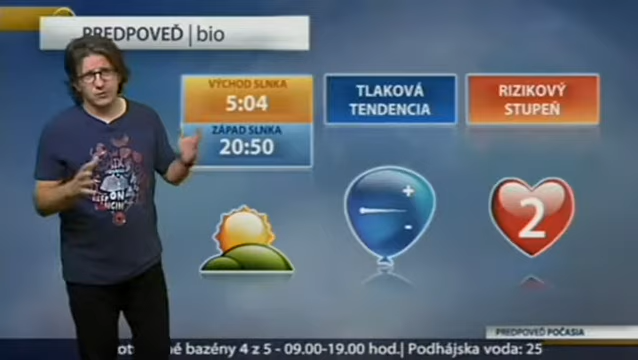 PREDPOVEĎ | bio
VÝCHOD SLNKA
5:04
ZÁPAD SLNKA
20:50
TLAKOVÁ
TENDENCIA
RIZIKOVÝ
STUPEŇ
+
-
2
PREDPOVEĎ POČASIA
bazény 4 z 5 - 09.00-19.00 hod.| Podhájska voda: 25